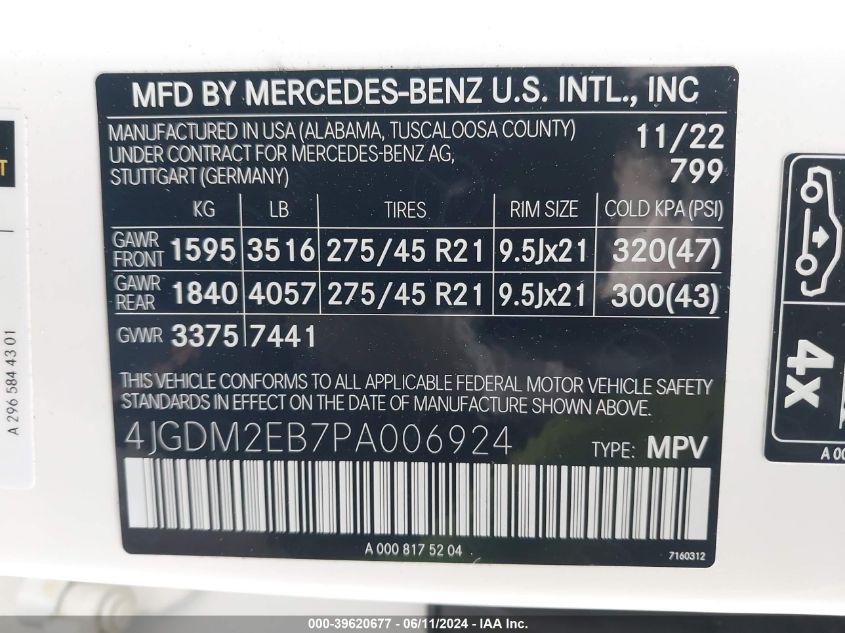 MFD BY MERCEDES-BENZ U.S. INTL., INC
MANUFACTURED IN USA (ALABAMA, TUSCALOOSA COUNTY) 11/22
UNDER CONTRACT FOR MERCEDES-BENZ AG, 799
STUTTGART (GERMANY)
KG LB TIRES RIM SIZE COLD KPA (PSI)
GAWR FRONT 1595 3516 275/45 R21 9.5Jx21 320(47)
GAWR REAR 1840 4057 275/45 R21 9.5Jx21 300(43)
GVWR 3375 7441
THIS VEHICLE CONFORMS TO ALL APPLICABLE FEDERAL MOTOR VEHICLE SAFETY
STANDARDS IN EFFECT ON THE DATE OF MANUFACTURE SHOWN ABOVE.
4JGDM2EB7PA006924 TYPE: MPV
A 000 817 52 04 7160312
A 296 584 43 01
4x
000-39620677 - 06/11/2024 - IAA Inc.